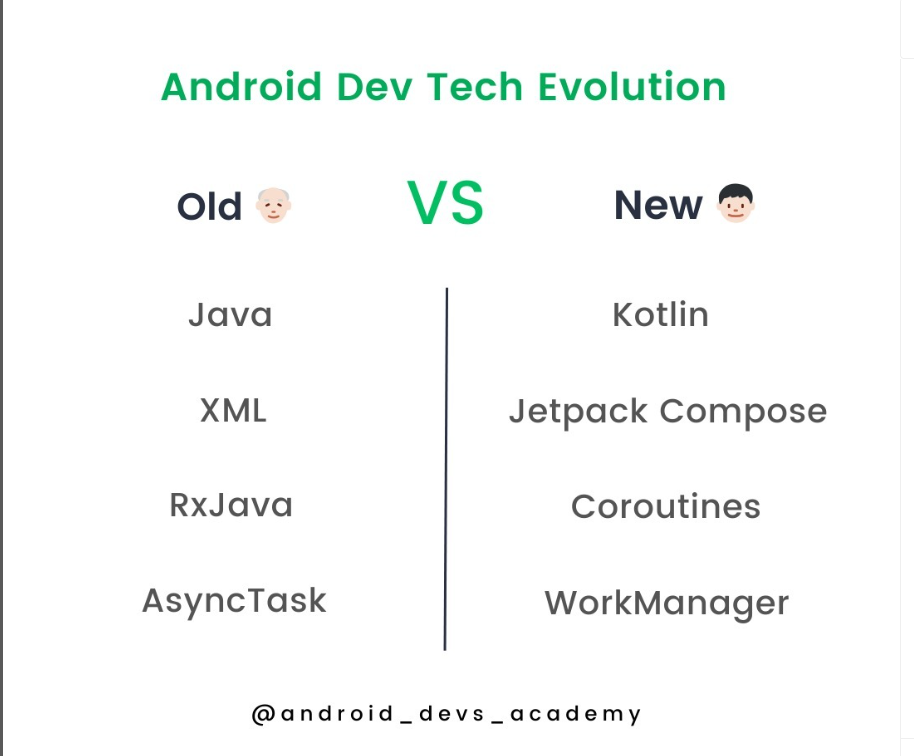 Android Dev Tech Evolution
Old VS New
Java Kotlin
XML Jetpack Compose
RxJava Coroutines
AsyncTask WorkManager
@android_devs_academy